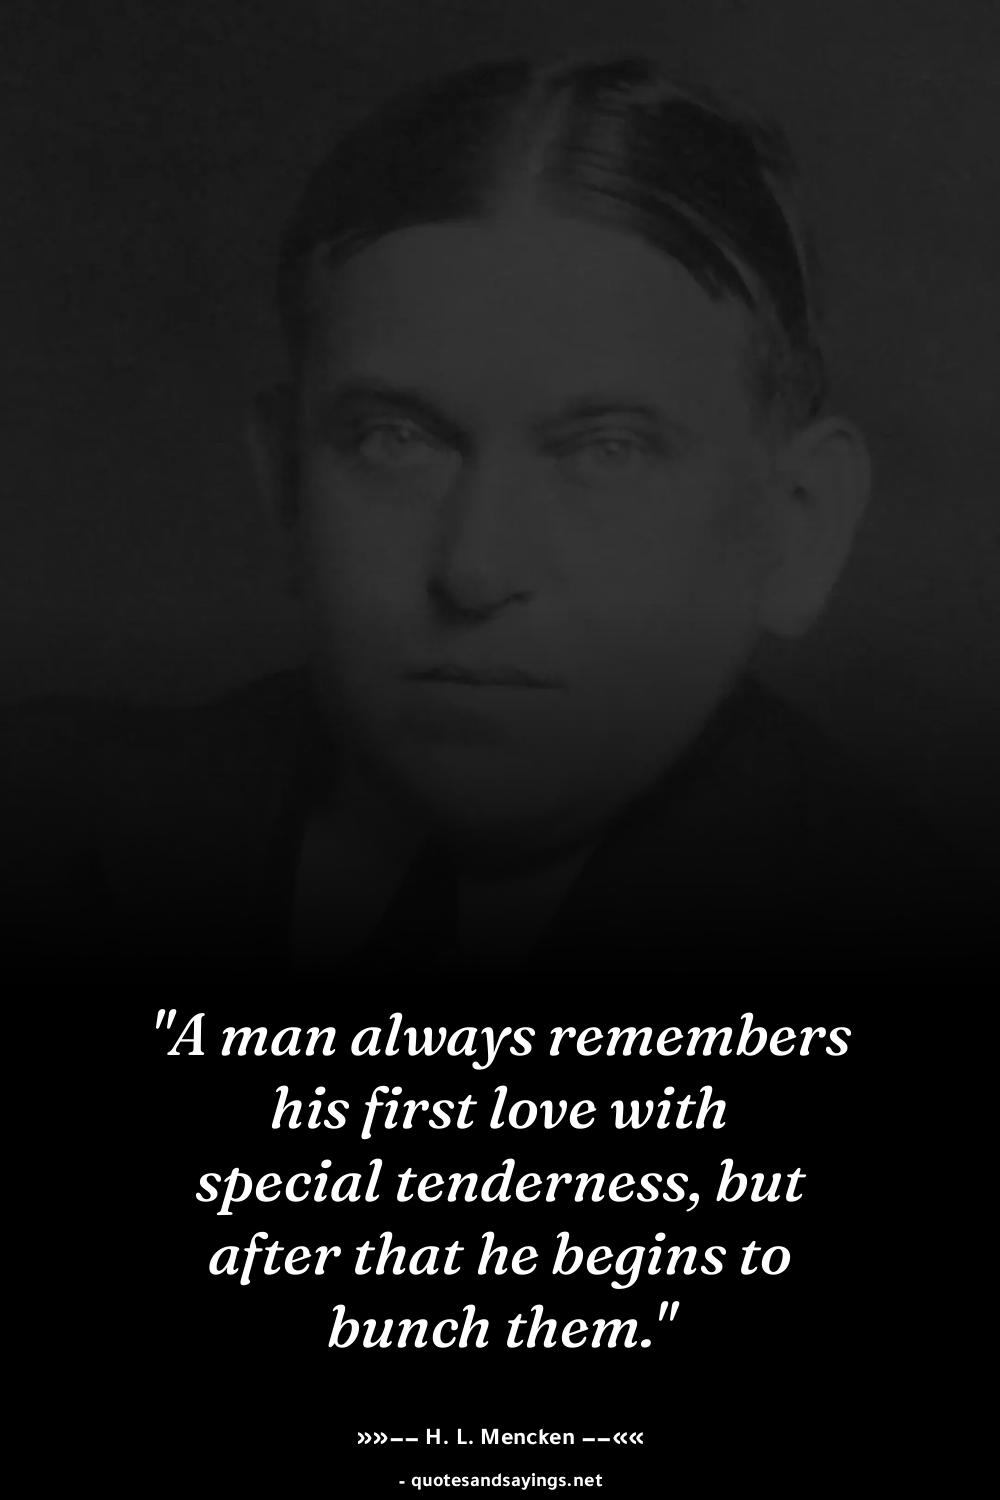 "A man always remembers
his first love with
special tenderness, but
after that he begins to
bunch them."
»»–– H. L. Mencken ––««
- quotesandsayings.net